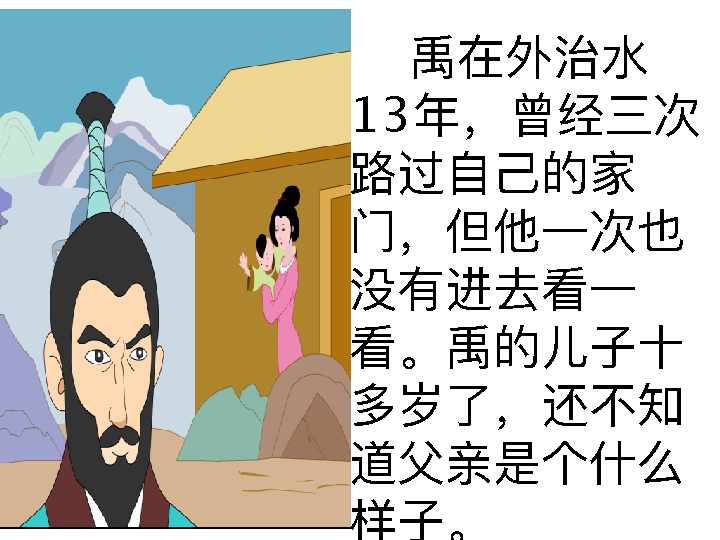 禹在外治水
13年，曾经三次
路过自己的家
门，但他一次也
没有进去看一
看。禹的儿子十
多岁了，还不知
道父亲是个什么
样子。